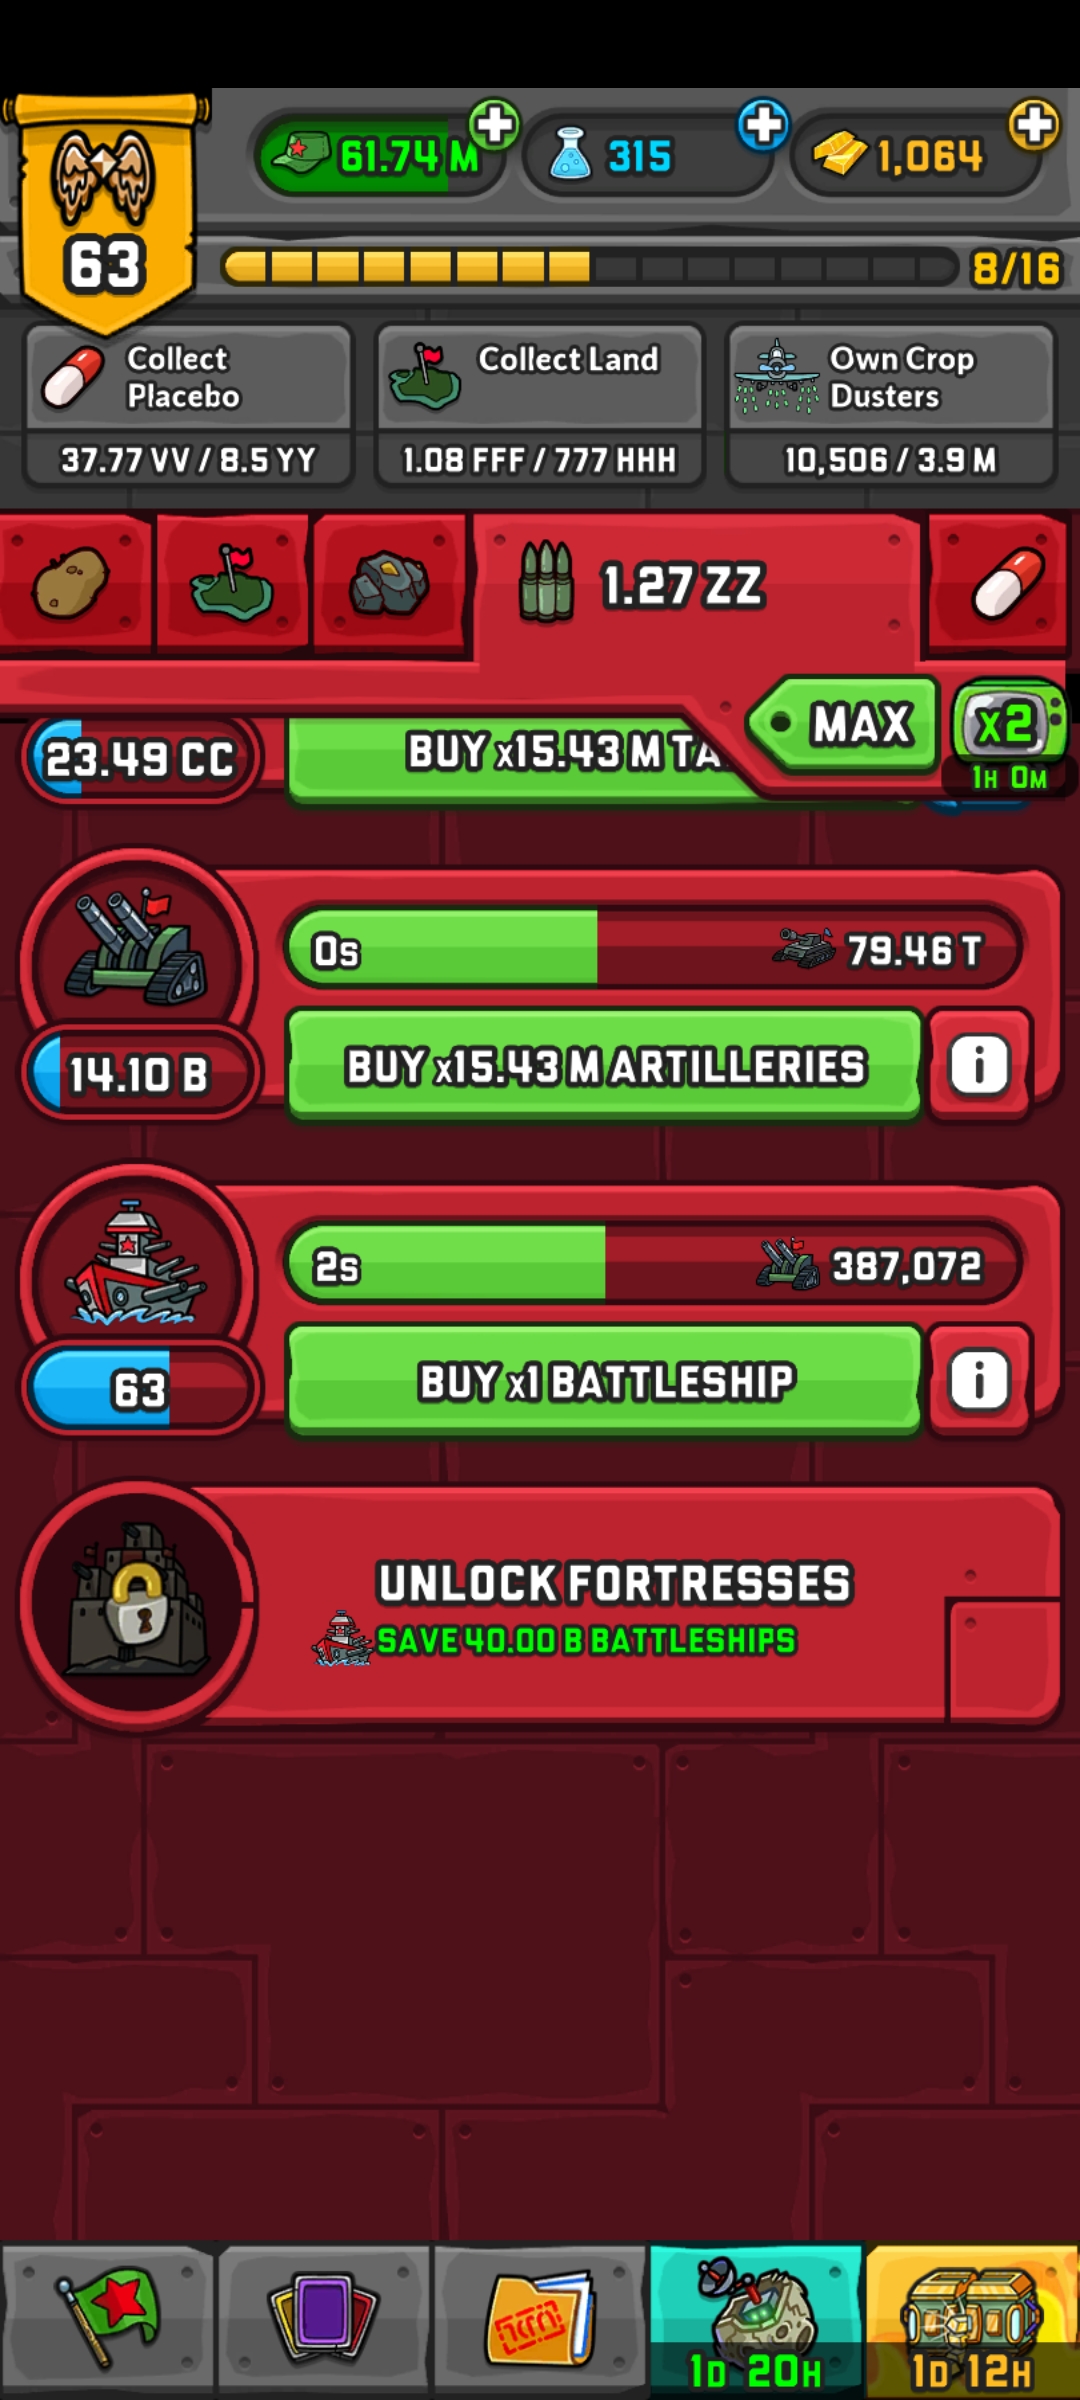 61.74 M
315
1,064
63
8/16
Collect
Placebo
37.77 VV / 8.5 YY
Collect Land
1.08 FFF / 777 HHH
Own Crop
Dusters
10,506 / 3.9 M
1.27 ZZ
MAX
x2
1H 0M
23.49 CC
BUY x15.43 M TA
0s
79.46 T
14.10 B
BUY x15.43 M ARTILLERIES
i
2s
387,072
63
BUY x1 BATTLESHIP
i
UNLOCK FORTRESSES
SAVE 40.00 B BATTLESHIPS
1D 20H
1D 12H